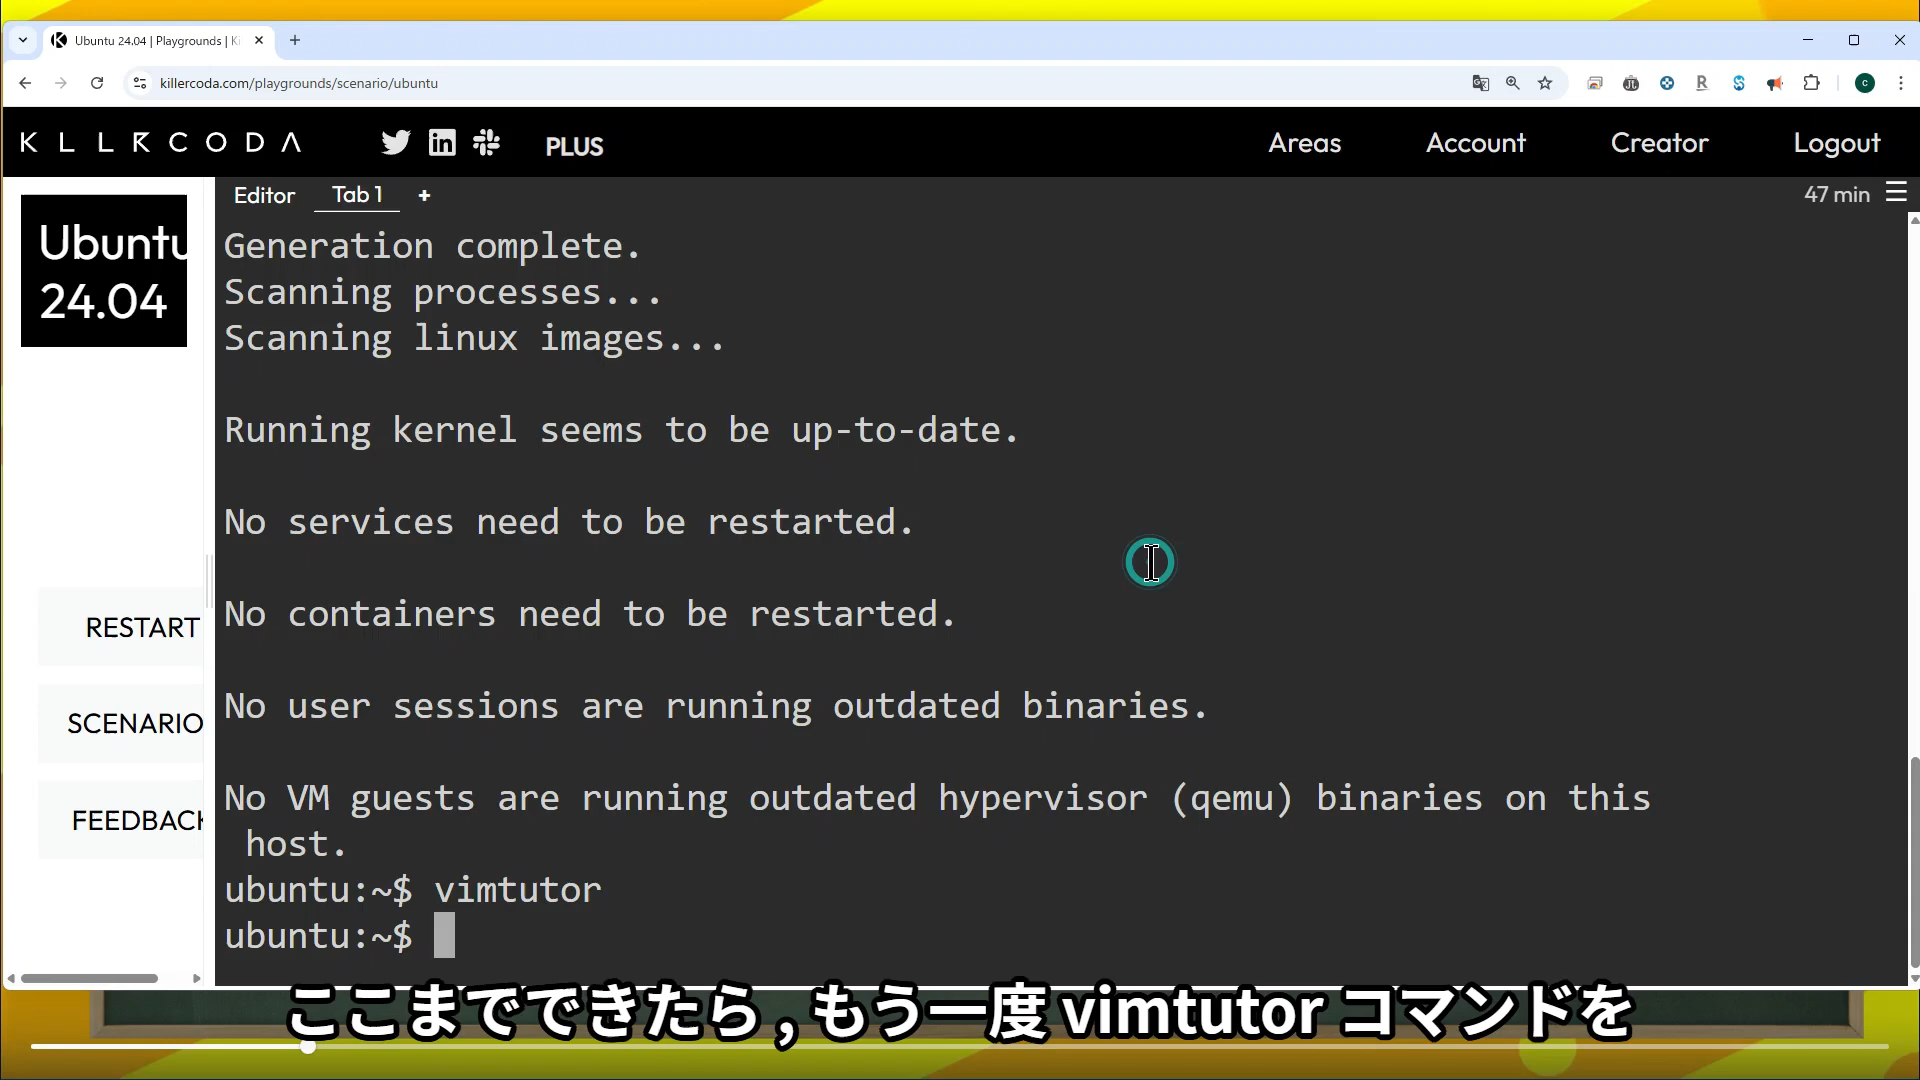 Ubuntu 24.04 | Playgrounds | Ki
killercoda.com/playgrounds/scenario/ubuntu
KLLRCODA
PLUS
Areas
Account
Creator
Logout
Ubuntu
24.04
RESTART
SCENARIO
FEEDBACK
Editor
Tab 1
+
47 min
Generation complete.
Scanning processes...
Scanning linux images...
Running kernel seems to be up-to-date.
No services need to be restarted.
No containers need to be restarted.
No user sessions are running outdated binaries.
No VM guests are running outdated hypervisor (qemu) binaries on this
host.
ubuntu:~$ vimtutor
ubuntu:~$
ここまでできたら , もう一度 vimtutor コマンドを